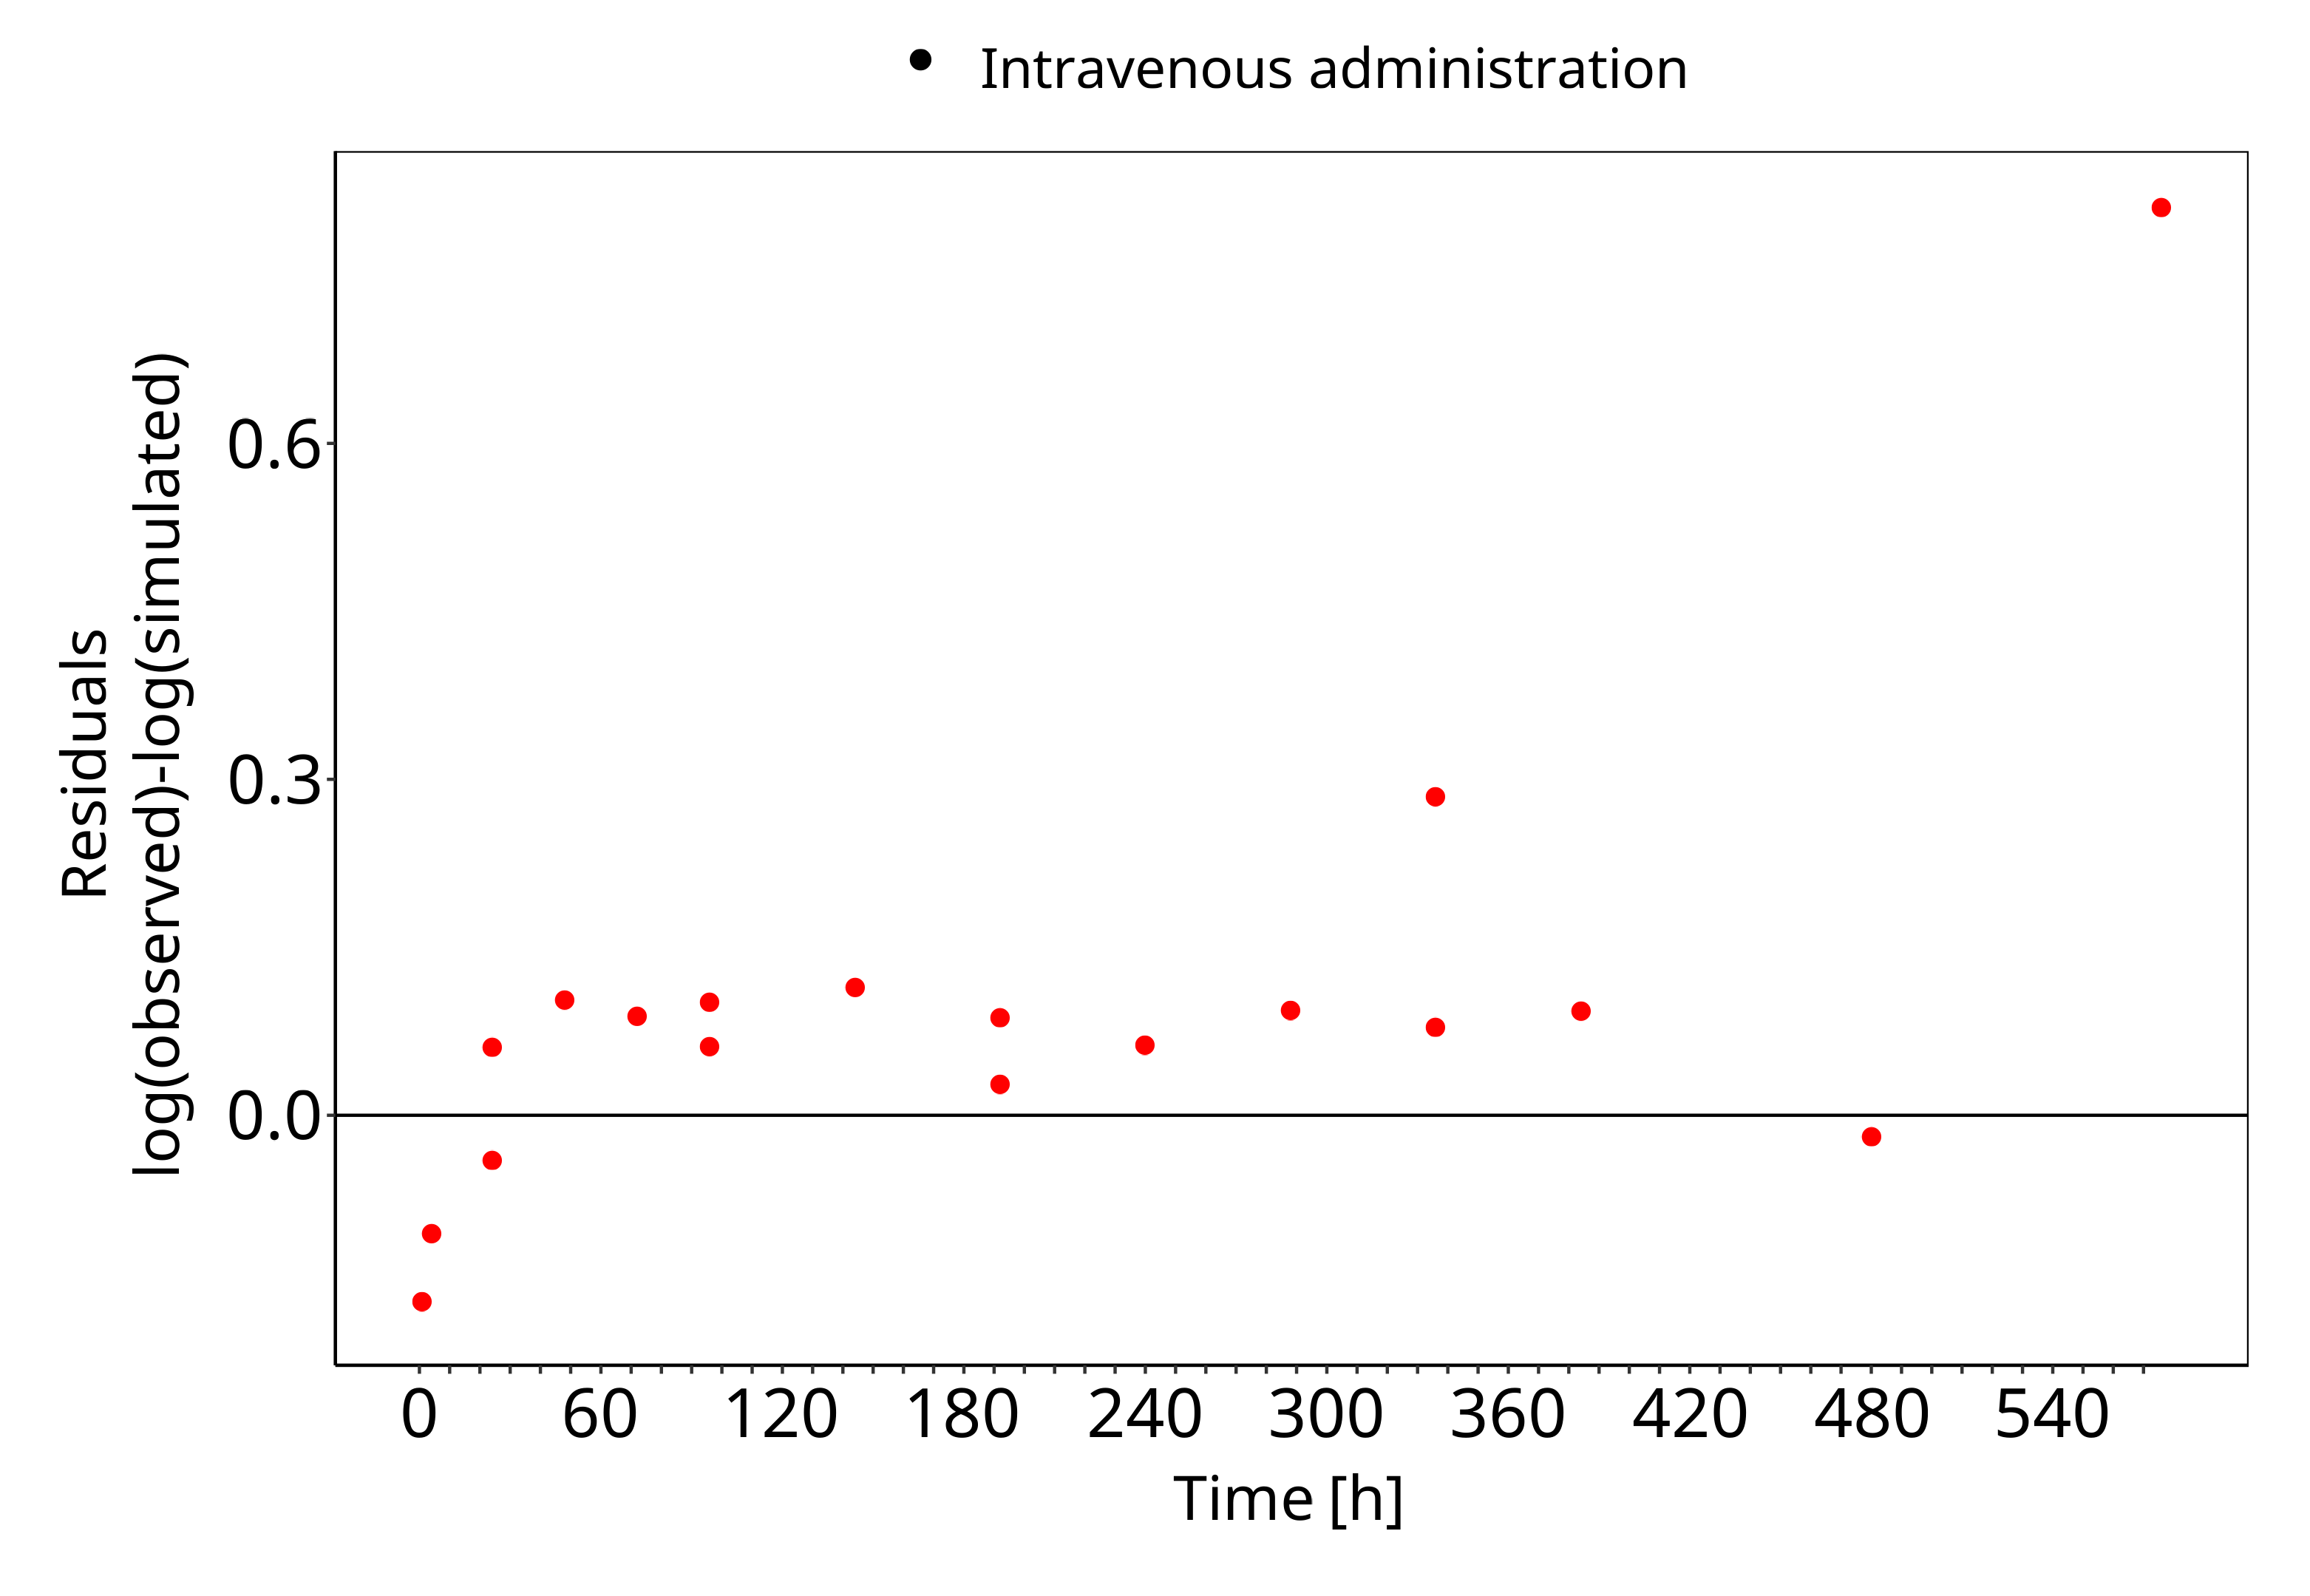 Intravenous administration
Residuals
log(observed)-log(simulated)
0.6
0.3
0.0
0 60 120 180 240 300 360 420 480 540
Time [h]